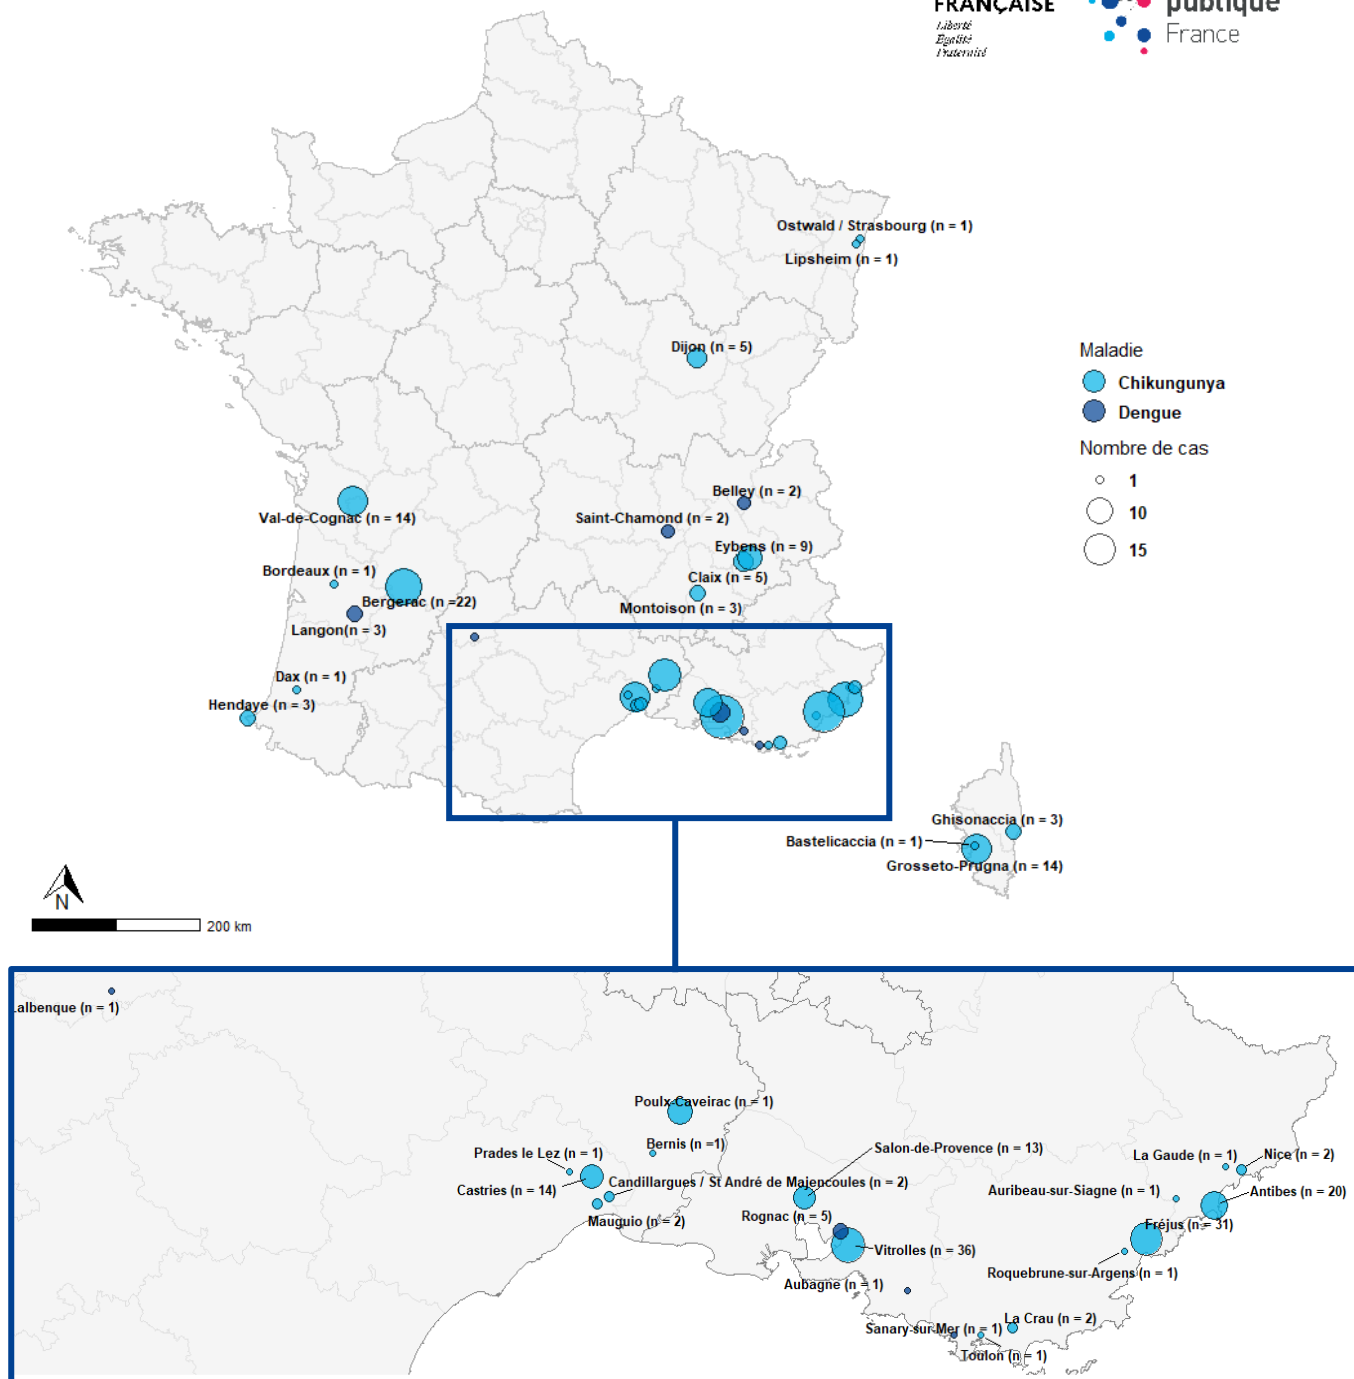 FRANÇAISE
Liberté
Égalité
Fraternité
publique
France
Ostwald / Strasbourg (n = 1)
Lipsheim (n = 1)
Dijon (n = 5)
Maladie
Chikungunya
Dengue
Nombre de cas
1
10
15
Belley (n = 2)
Saint-Chamond (n = 2)
Val-de-Cognac (n = 14)
Eybens (n = 9)
Bordeaux (n = 1)
Claix (n = 5)
Bergerac (n =22)
Montoison (n = 3)
Langon(n = 3)
Dax (n = 1)
Hendaye (n = 3)
Ghisonaccia (n = 3)
Bastelicaccia (n = 1)
Grosseto-Prugna (n = 14)
N
200 km
Lalbenque (n = 1)
Poulx-Caveirac (n = 1)
Bernis (n =1)
Prades le Lez (n = 1)
Salon-de-Provence (n = 13)
La Gaude (n = 1)
Nice (n = 2)
Castries (n = 14)
Candillargues / St André de Majencoules (n = 2)
Auribeau-sur-Siagne (n = 1)
Antibes (n = 20)
Mauguio (n = 2)
Rognac (n = 5)
Fréjus (n = 31)
Vitrolles (n = 36)
Roquebrune-sur-Argens (n = 1)
Aubagne (n = 1)
La Crau (n = 2)
Sanary-sur-Mer (n = 1)
Toulon (n = 1)